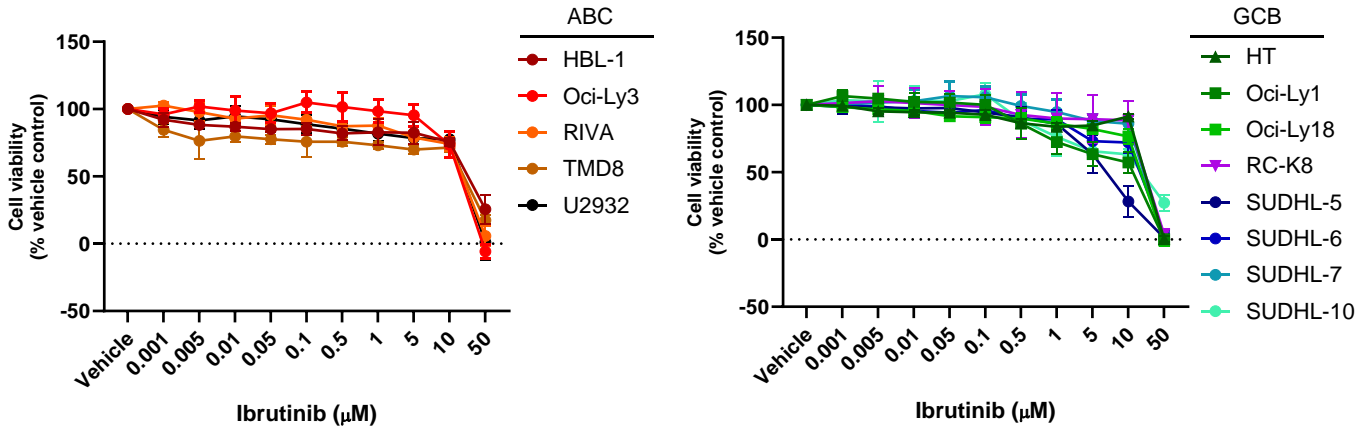 ABC
150
100
50
0
-50
Cell viability
(% vehicle control)
Vehicle
0.001
0.005
0.01
0.05
0.1
0.5
1
5
10
50
Ibrutinib (μM)
HBL-1
Oci-Ly3
RIVA
TMD8
U2932
GCB
150
100
50
0
-50
Cell viability
(% vehicle control)
Vehicle
0.001
0.005
0.01
0.05
0.1
0.5
1
5
10
50
Ibrutinib (μM)
HT
Oci-Ly1
Oci-Ly18
RC-K8
SUDHL-5
SUDHL-6
SUDHL-7
SUDHL-10